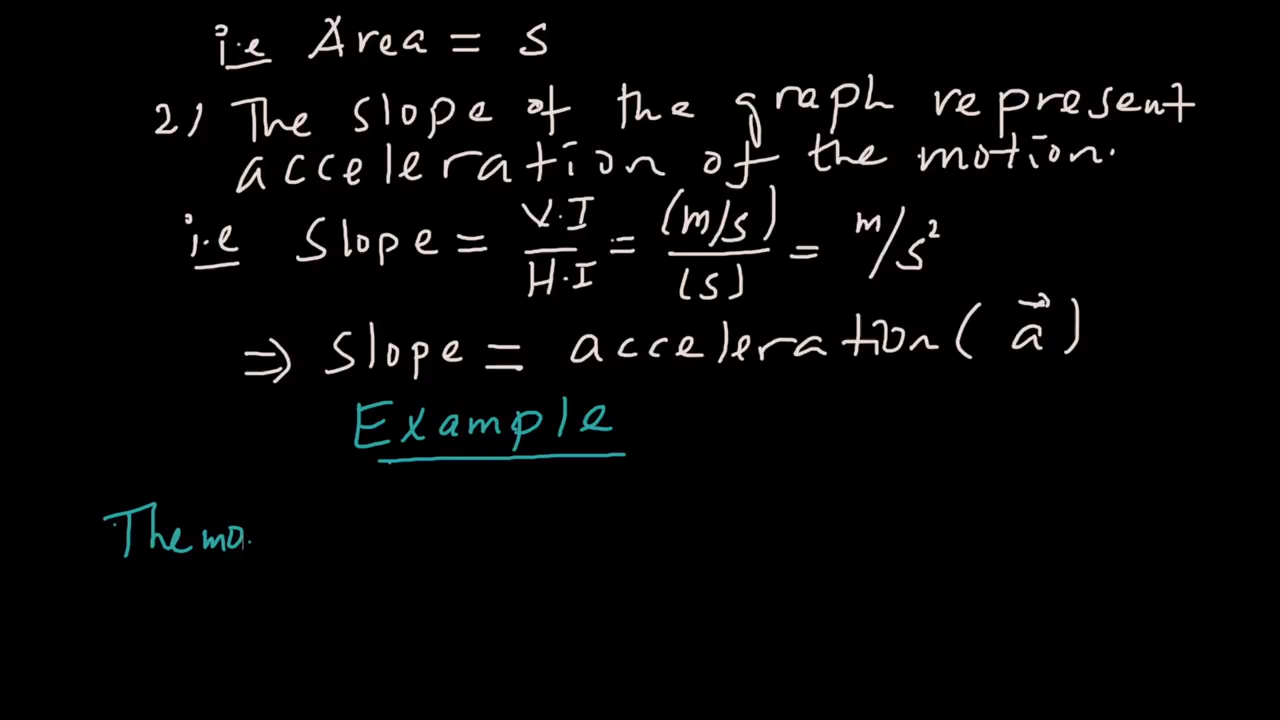 i.e Area = s
2) The slope of the graph represent
acceleration of the motion.
i.e Slope = V.I / H.I = (m/s) / (s) = m/s²
⇒ Slope = acceleration (a⃗)
Example
The mo